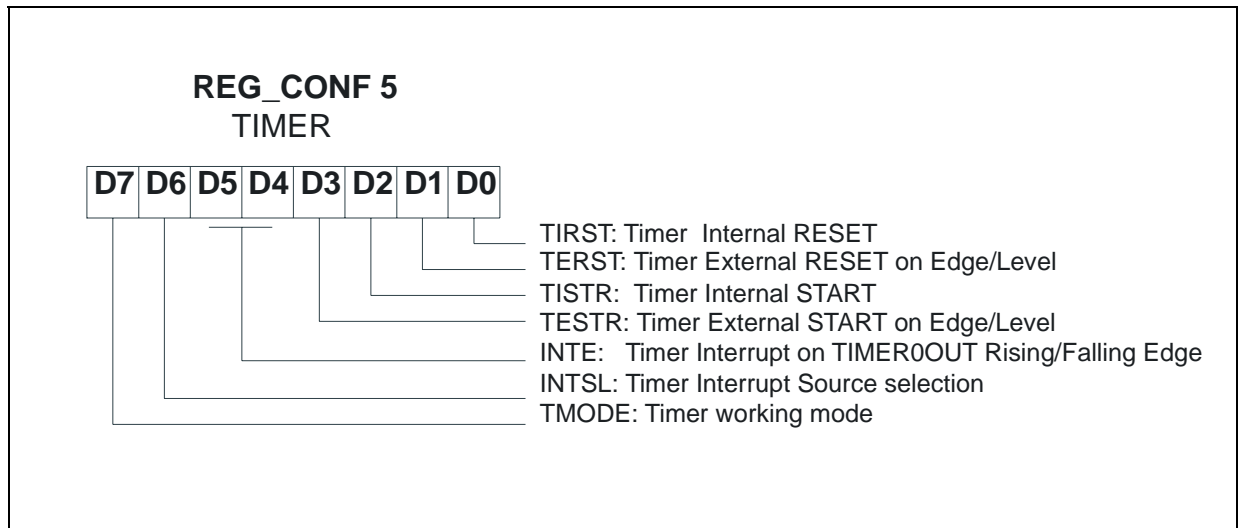 REG_CONF 5
TIMER
D7 D6 D5 D4 D3 D2 D1 D0
TIRST: Timer Internal RESET
TERST: Timer External RESET on Edge/Level
TISTR: Timer Internal START
TESTR: Timer External START on Edge/Level
INTE: Timer Interrupt on TIMER0OUT Rising/Falling Edge
INTSL: Timer Interrupt Source selection
TMODE: Timer working mode